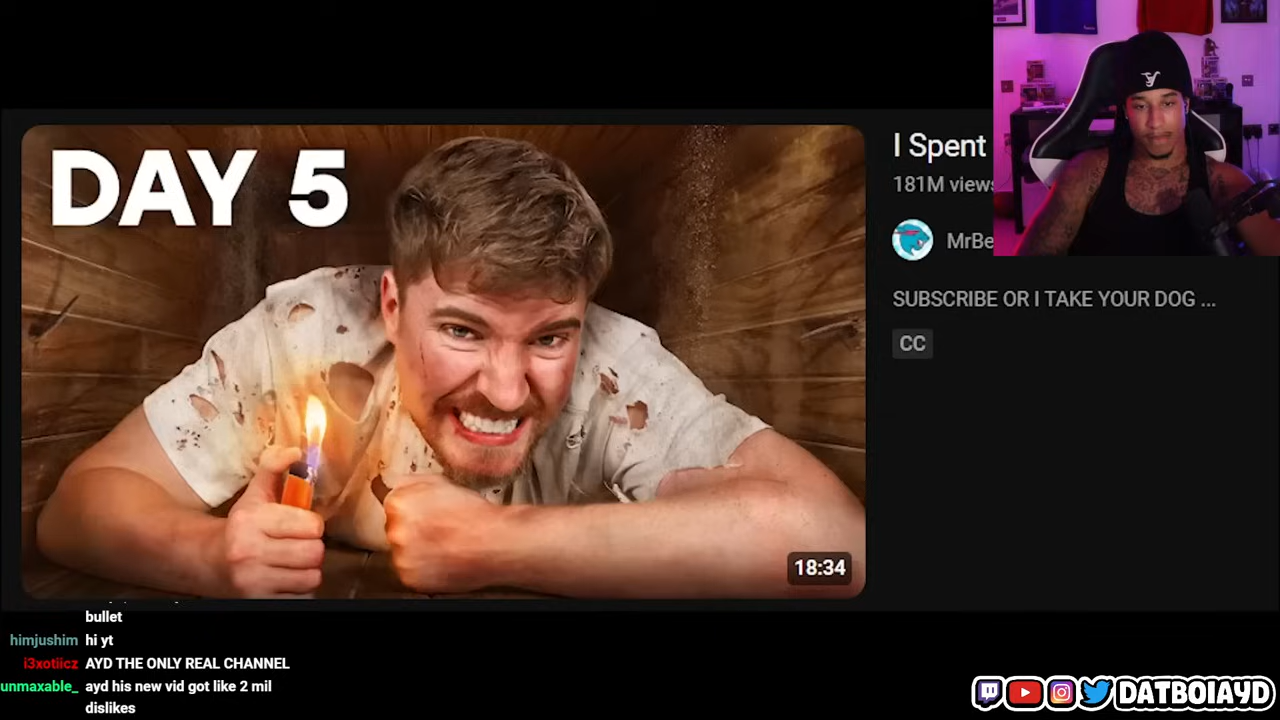 DAY 5
18:34
I Spent
181M views
MrBe
SUBSCRIBE OR I TAKE YOUR DOG ...
CC
bullet
himjushim hi yt
i3xotiicz AYD THE ONLY REAL CHANNEL
unmaxable_ ayd his new vid got like 2 mil
dislikes
DATBOIAYD